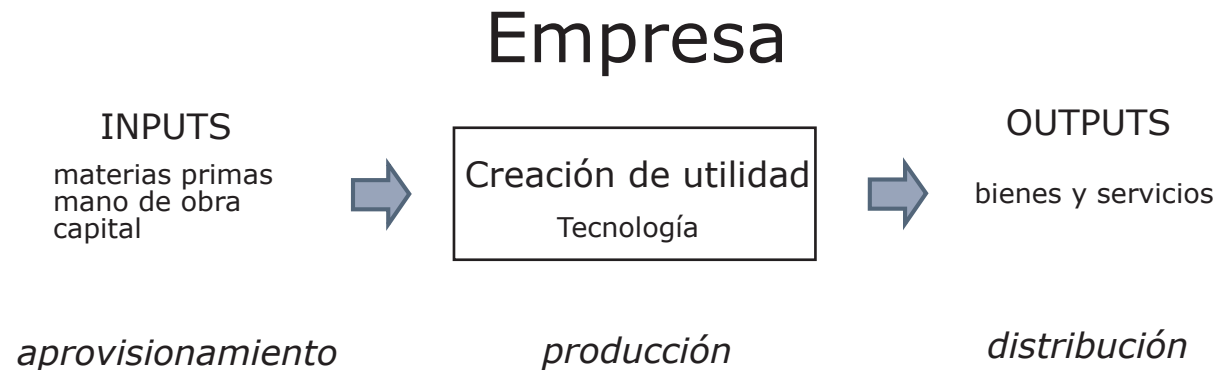 Empresa
INPUTS
materias primas
mano de obra
capital
Creación de utilidad
Tecnología
OUTPUTS
bienes y servicios
aprovisionamiento
producción
distribución